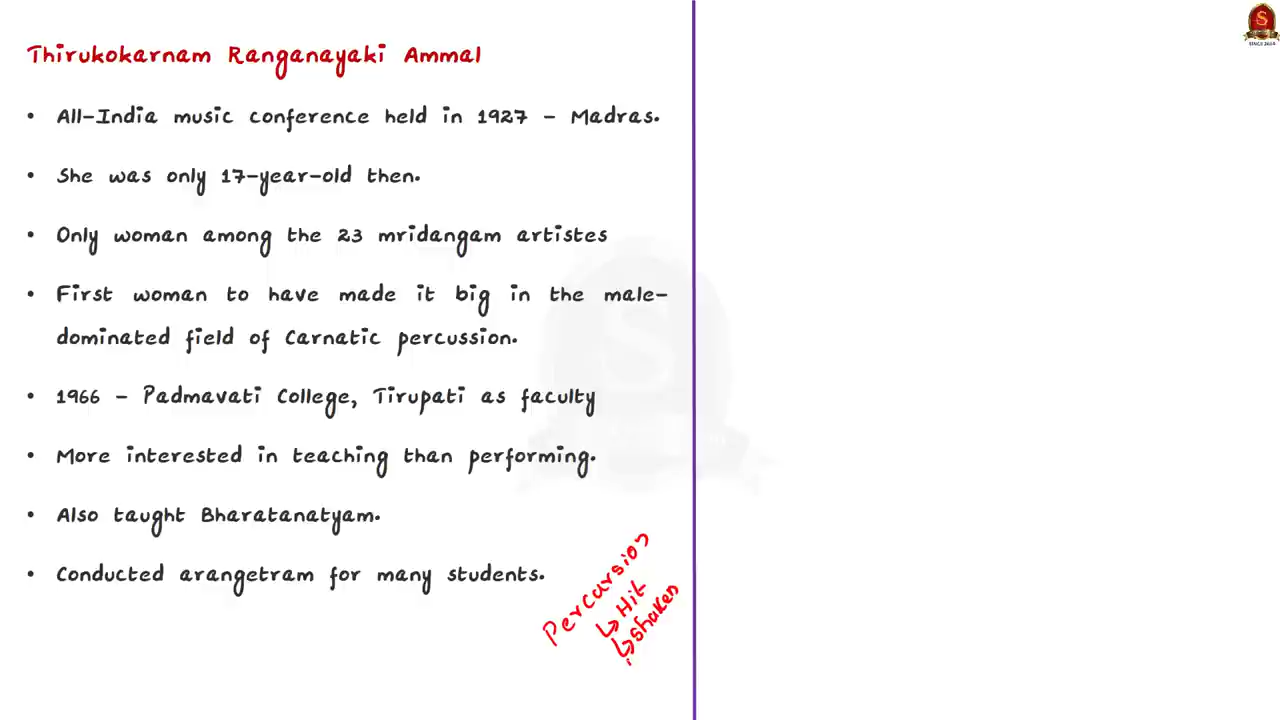 Thirukokarnam Ranganayaki Ammal
• All-India music conference held in 1927 - Madras.
• She was only 17-year-old then.
• Only woman among the 23 mridangam artistes
• First woman to have made it big in the male-
dominated field of Carnatic percussion.
• 1966 - Padmavati College, Tirupati as faculty
• More interested in teaching than performing.
• Also taught Bharatanatyam.
• Conducted arangetram for many students.
Percursion
↳ Hit
↳ Shaken
S
SINCE 2004